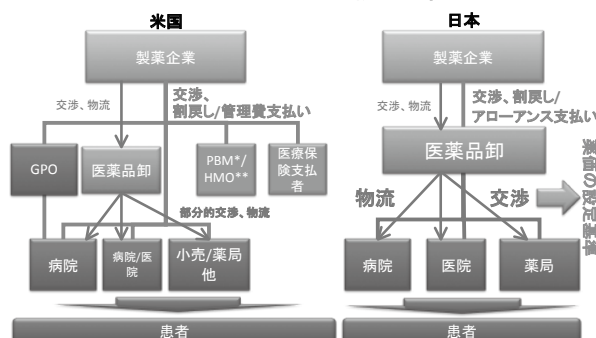 米国
製薬企業
交渉、物流
交渉、
割戻し/管理費支払い
GPO
医薬品卸
PBM*/
HMO**
医療保
険支払
者
部分的交渉、物流
病院
病院/医
院
小売/薬局
他
患者
日本
製薬企業
交渉、物流
交渉、割戻し/
アローアンス支払い
医薬品卸
物流
交渉
薬価の設定基準
病院
医院
薬局
患者